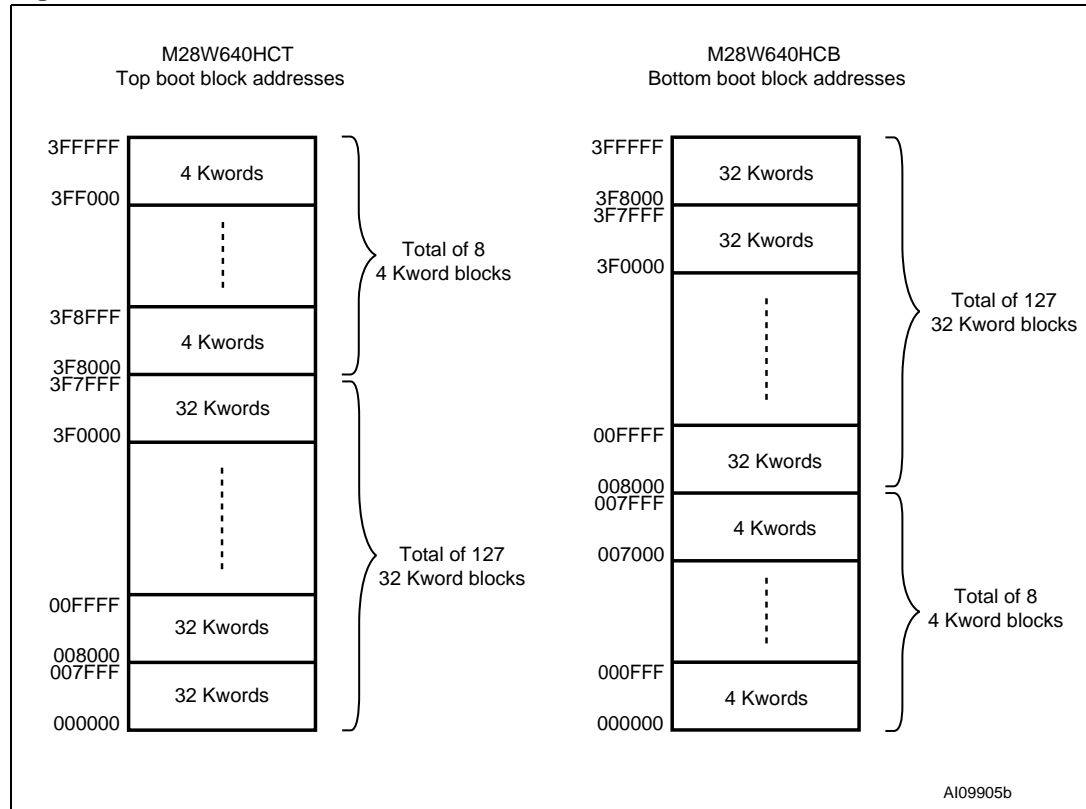 M28W640HCT
Top boot block addresses
3FFFFF
4 Kwords
3FF000
Total of 8
4 Kword blocks
3F8FFF
4 Kwords
3F8000
3F7FFF
32 Kwords
3F0000
Total of 127
32 Kword blocks
00FFFF
32 Kwords
008000
007FFF
32 Kwords
000000
M28W640HCB
Bottom boot block addresses
3FFFFF
32 Kwords
3F8000
3F7FFF
32 Kwords
3F0000
Total of 127
32 Kword blocks
00FFFF
32 Kwords
008000
007FFF
4 Kwords
007000
Total of 8
4 Kword blocks
000FFF
4 Kwords
000000
AI09905b